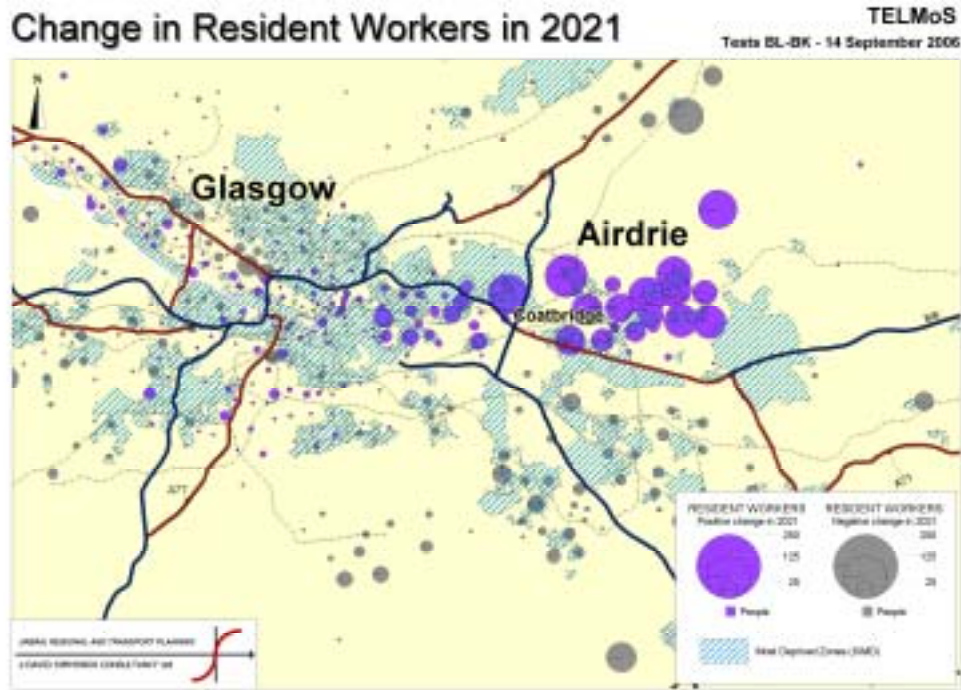 Change in Resident Workers in 2021
TELMoS
Tests BL-BK - 14 September 2006
N
Glasgow
Airdrie
Coatbridge
A77
A71
RESIDENT WORKERS
Positive change in 2021
250
125
25
People
RESIDENT WORKERS
Negative change in 2021
250
125
25
People
Most Deprived Zones (SIMD)
URBAN, REGIONAL AND TRANSPORT PLANNING
DAVID SIMMONDS CONSULTANCY Ltd